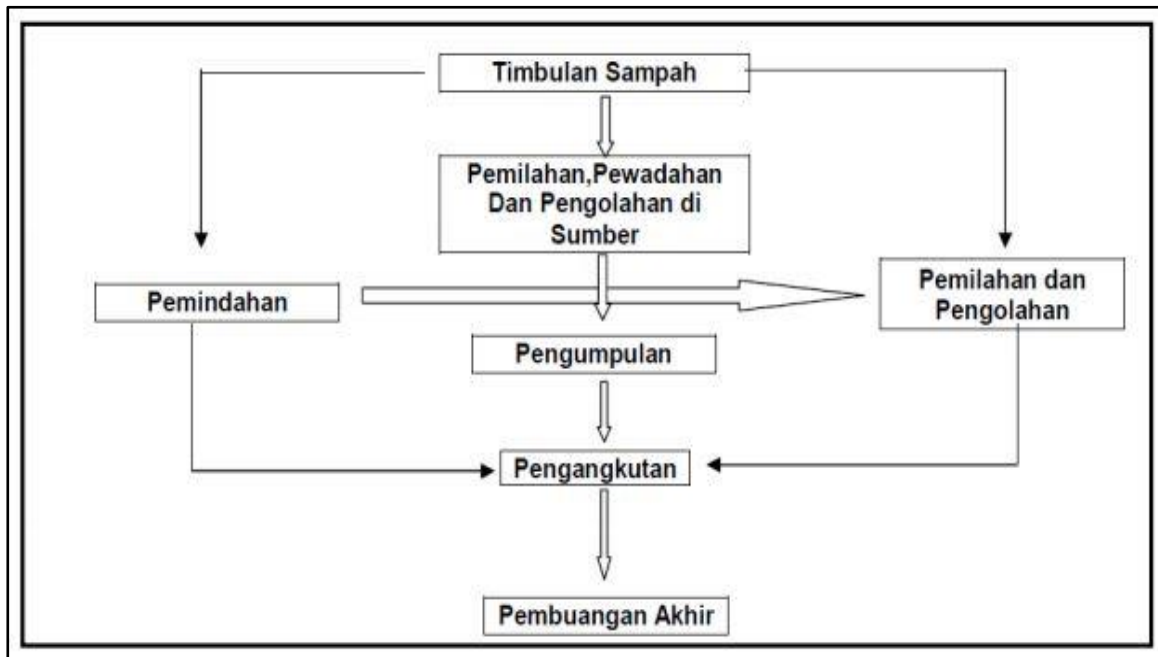 Timbulan Sampah
Pemilahan,Pewadahan
Dan Pengolahan di
Sumber
Pemindahan
Pemilahan dan
Pengolahan
Pengumpulan
Pengangkutan
Pembuangan Akhir